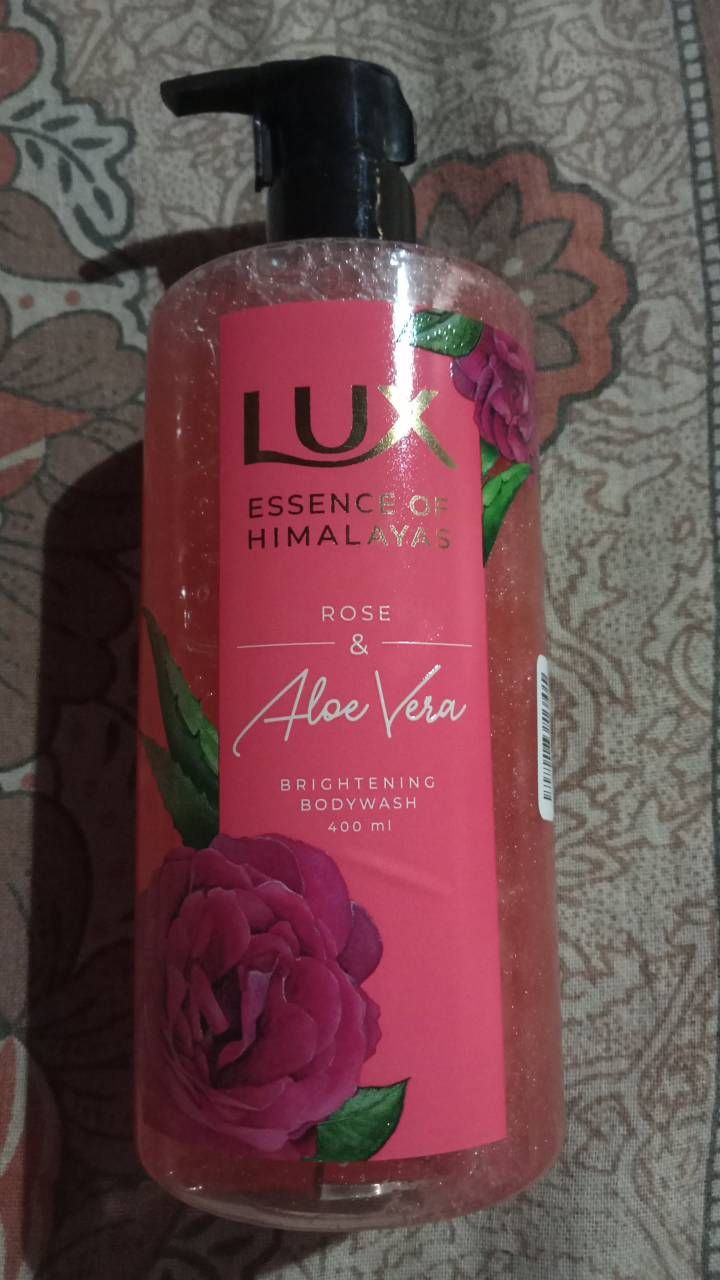 LUX
ESSENCE OF
HIMALAYAS
ROSE
&
Aloe Vera
BRIGHTENING
BODYWASH
400 ml